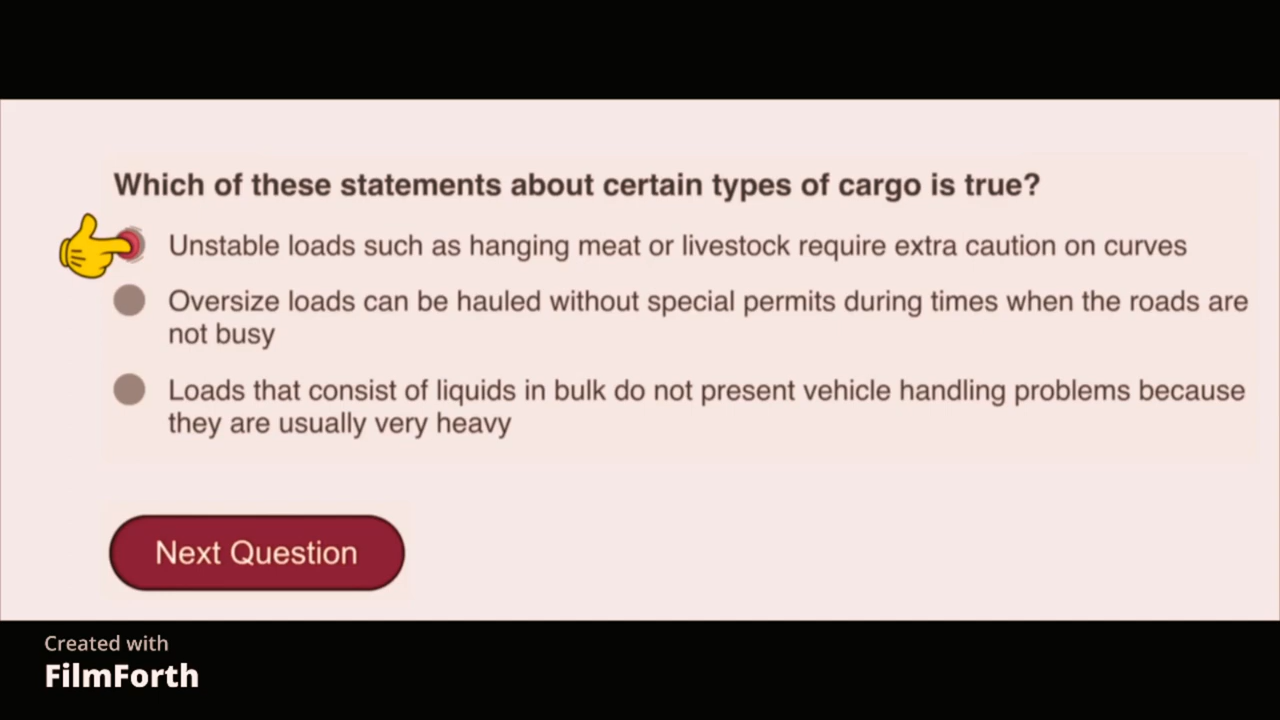 Which of these statements about certain types of cargo is true?
Unstable loads such as hanging meat or livestock require extra caution on curves
Oversize loads can be hauled without special permits during times when the roads are
not busy
Loads that consist of liquids in bulk do not present vehicle handling problems because
they are usually very heavy
Next Question
Created with
FilmForth